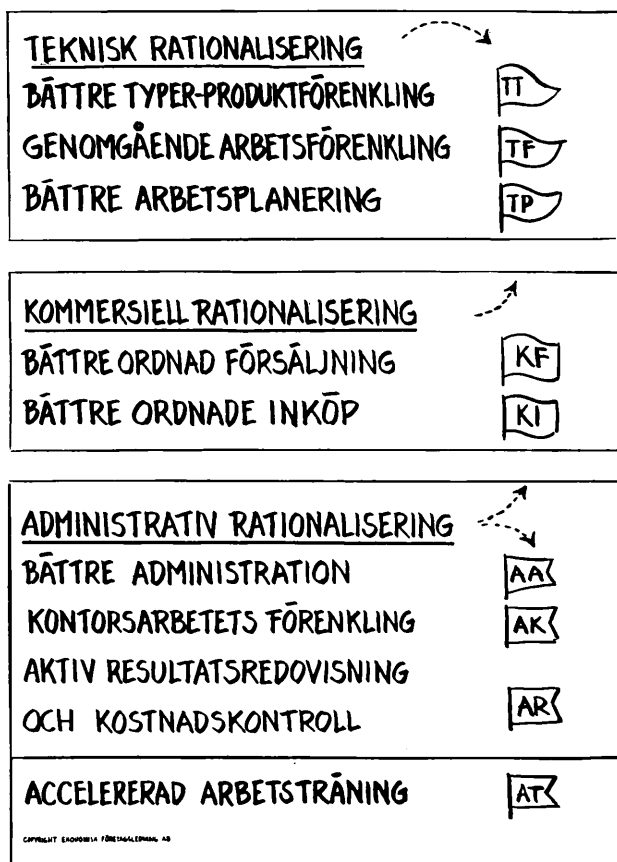 TEKNISK RATIONALISERING
BÄTTRE TYPER-PRODUKTFÖRENKLING TT
GENOMGÅENDE ARBETSFÖRENKLING TF
BÄTTRE ARBETSPLANERING TP
KOMMERSIELL RATIONALISERING
BÄTTRE ORDNAD FÖRSÄLJNING KF
BÄTTRE ORDNADE INKÖP KI
ADMINISTRATIV RATIONALISERING
BÄTTRE ADMINISTRATION AA
KONTORSARBETETS FÖRENKLING AK
AKTIV RESULTATSREDOVISNING
OCH KOSTNADSKONTROLL AR
ACCELERERAD ARBETSTRÄNING AT
COPYRIGHT EKONOMISK FÖRETAGSLEDNING AB